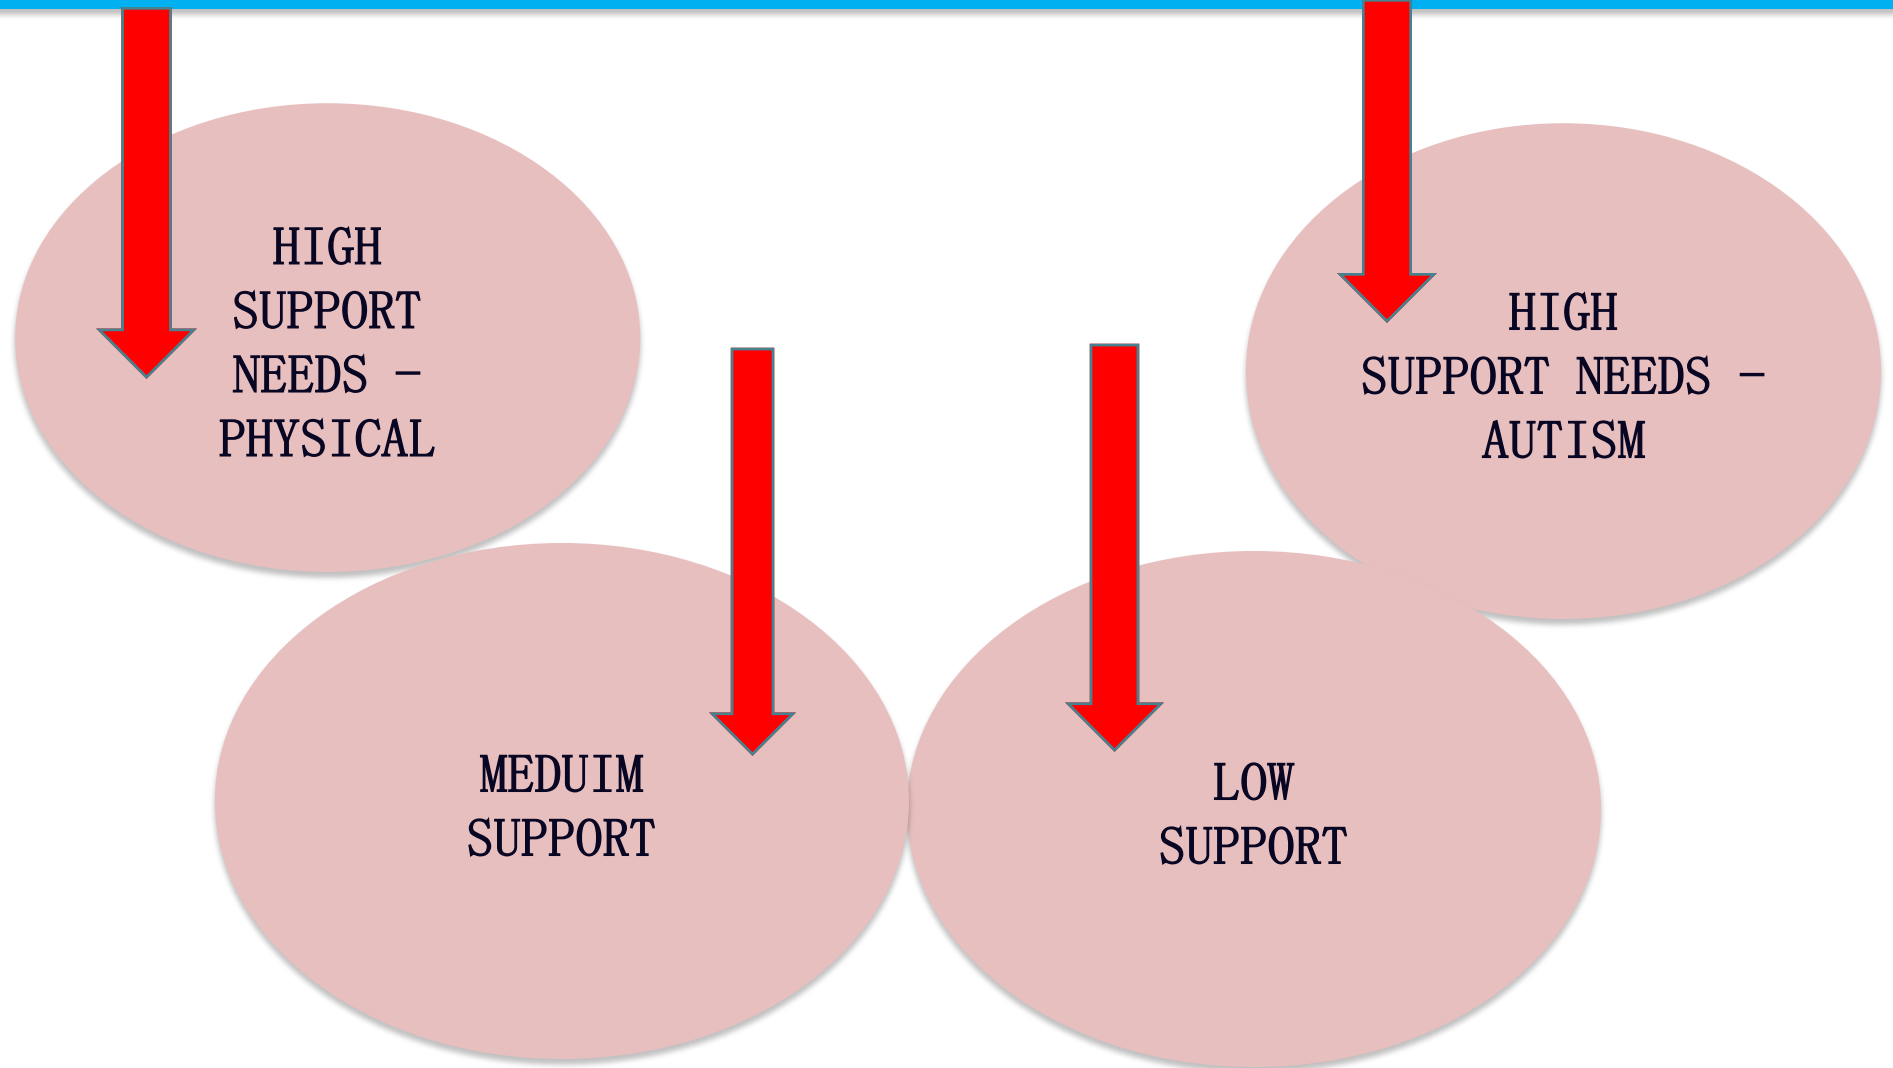 HIGH
SUPPORT
NEEDS –
PHYSICAL
HIGH
SUPPORT NEEDS –
AUTISM
MEDUIM
SUPPORT
LOW
SUPPORT